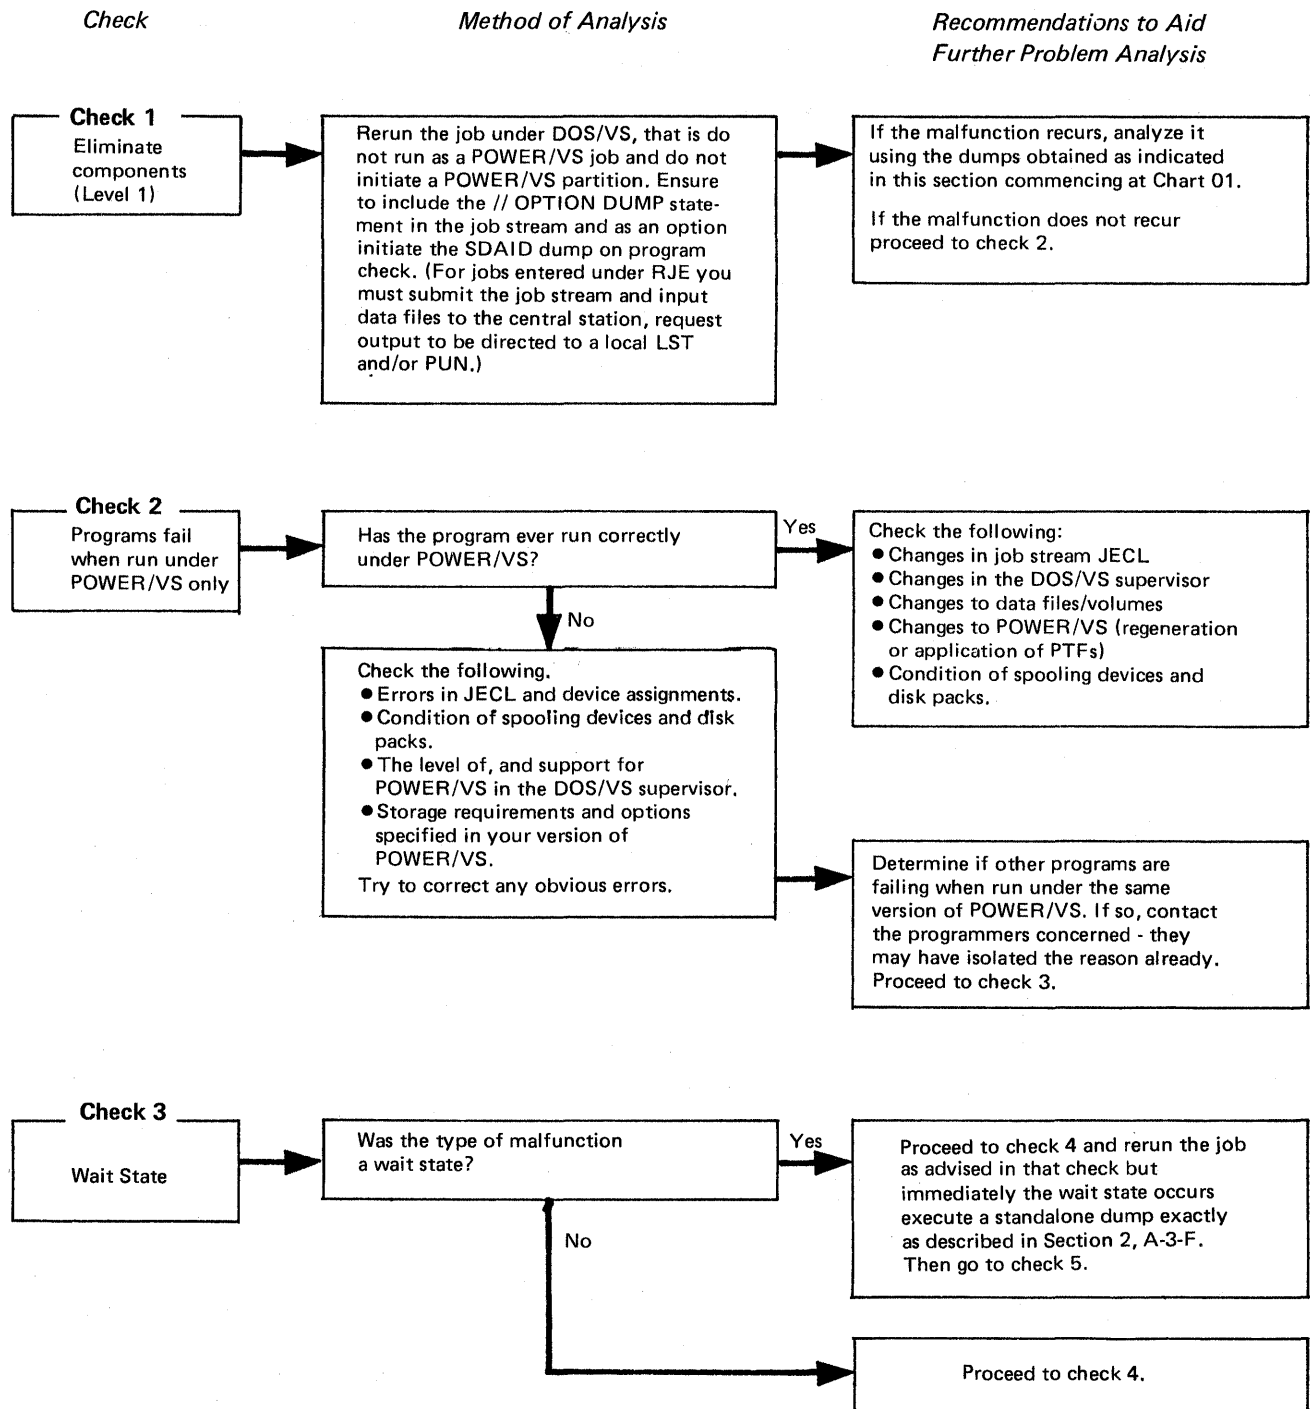 Check
Method of Analysis
Recommendations to Aid
Further Problem Analysis
Check 1
Eliminate
components
(Level 1)
Rerun the job under DOS/VS, that is do
not run as a POWER/VS job and do not
initiate a POWER/VS partition. Ensure
to include the // OPTION DUMP state-
ment in the job stream and as an option
initiate the SDAID dump on program
check. (For jobs entered under RJE you
must submit the job stream and input
data files to the central station, request
output to be directed to a local LST
and/or PUN.)
If the malfunction recurs, analyze it
using the dumps obtained as indicated
in this section commencing at Chart 01.
If the malfunction does not recur
proceed to check 2.
Check 2
Programs fail
when run under
POWER/VS only
Has the program ever run correctly
under POWER/VS?
Yes
Check the following:
● Changes in job stream JECL
● Changes in the DOS/VS supervisor
● Changes to data files/volumes
● Changes to POWER/VS (regeneration
or application of PTFs)
● Condition of spooling devices and
disk packs.
No
Check the following.
● Errors in JECL and device assignments.
● Condition of spooling devices and disk
packs.
● The level of, and support for
POWER/VS in the DOS/VS supervisor.
● Storage requirements and options
specified in your version of
POWER/VS.
Try to correct any obvious errors.
Determine if other programs are
failing when run under the same
version of POWER/VS. If so, contact
the programmers concerned - they
may have isolated the reason already.
Proceed to check 3.
Check 3
Wait State
Was the type of malfunction
a wait state?
Yes
Proceed to check 4 and rerun the job
as advised in that check but
immediately the wait state occurs
execute a standalone dump exactly
as described in Section 2, A-3-F.
Then go to check 5.
No
Proceed to check 4.